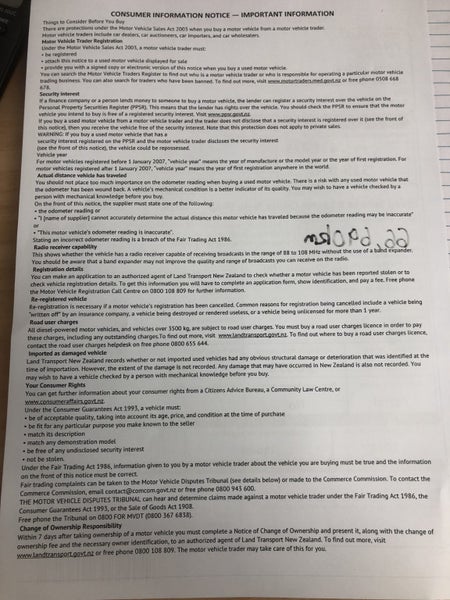 CONSUMER INFORMATION NOTICE — IMPORTANT INFORMATION
Things to Consider Before You Buy
There are protections under the Motor Vehicle Sales Act 2003 when you buy a motor vehicle from a motor vehicle trader.
Motor vehicle traders include car dealers, car auctioneers, car importers, and car wholesalers.
Motor Vehicle Trader Registration
Under the Motor Vehicle Sales Act 2003, a motor vehicle trader must:
• be registered
• attach this notice to a used motor vehicle displayed for sale
• provide you with a signed copy or electronic version of this notice when you buy a used motor vehicle.
You can search the Motor Vehicle Traders Register to find out who is a motor vehicle trader or who is responsible for operating a particular motor vehicle
trading business. You can also search for traders who have been banned. To find out more, visit www.motortraders.med.govt.nz or free phone 0508 668
678.
Security interest
If a finance company or a person lends money to someone to buy a motor vehicle, the lender can register a security interest over the vehicle on the
Personal Property Securities Register (PPSR). This means that the lender has rights over the vehicle. You should check the PPSR to ensure that the motor
vehicle you intend to buy is free of a registered security interest. Visit www.ppsr.govt.nz.
If you buy a used motor vehicle from a motor vehicle trader and the trader does not disclose that a security interest is registered over it (see the front of
this notice), then you receive the vehicle free of the security interest. Note that this protection does not apply to private sales.
WARNING: If you buy a used motor vehicle that has a
security interest registered on the PPSR and the motor vehicle trader discloses the security interest
(see the front of this notice), the vehicle could be repossessed.
Vehicle year
For motor vehicles registered before 1 January 2007, "vehicle year" means the year of manufacture or the model year or the year of first registration. For
motor vehicles registered after 1 January 2007, "vehicle year" means the year of first registration anywhere in the world.
Actual distance vehicle has traveled
You should not place too much importance on the odometer reading when buying a used motor vehicle. There is a risk with any used motor vehicle that
the odometer has been wound back. A vehicle's mechanical condition is a better indicator of its quality. You may wish to have a vehicle checked by a
person with mechanical knowledge before you buy.
On the front of this notice, the supplier must state one of the following:
• the odometer reading or
• "I [name of supplier] cannot accurately determine the actual distance this motor vehicle has traveled because the odometer reading may be inaccurate"
or
• "This motor vehicle's odometer reading is inaccurate".
Stating an incorrect odometer reading is a breach of the Fair Trading Act 1986.
Radio receiver capability
This shows whether the vehicle has a radio receiver capable of receiving broadcasts in the range of 88 to 108 MHz without the use of a band expander.
You should be aware that a band expander may not improve the quality and range of broadcasts you can receive on the radio.
Registration details
You can make an application to an authorized agent of Land Transport New Zealand to check whether a motor vehicle has been reported stolen or to
check vehicle registration details. To get this information you will have to complete an application form, show identification, and pay a fee. Free phone
the Motor Vehicle Registration Call Centre on 0800 108 809 for further information.
Re-registered vehicle
Re-registration is necessary if a motor vehicle's registration has been cancelled. Common reasons for registration being cancelled include a vehicle being
"written off" by an insurance company, a vehicle being destroyed or rendered useless, or a vehicle being unlicensed for more than 1 year.
Road user charges
All diesel-powered motor vehicles, and vehicles over 3500 kg, are subject to road user charges. You must buy a road user charges licence in order to pay
these charges, including any outstanding charges.To find out more, visit www.landtransport.govt.nz. To find out where to buy a road user charges licence,
contact the road user charges helpdesk on free phone 0800 655 644.
Imported as damaged vehicle
Land Transport New Zealand records whether or not imported used vehicles had any obvious structural damage or deterioration that was identified at the
time of importation. However, the extent of the damage is not recorded. Any damage that may have occurred in New Zealand is also not recorded. You
may wish to have a vehicle checked by a person with mechanical knowledge before you buy.
Your Consumer Rights
You can get further information about your consumer rights from a Citizens Advice Bureau, a Community Law Centre, or
www.consumeraffairs.govt.nz.
Under the Consumer Guarantees Act 1993, a vehicle must:
• be of acceptable quality, taking into account its age, price, and condition at the time of purchase
• be fit for any particular purpose you make known to the seller
• match its description
• match any demonstration model
• be free of any undisclosed security interest
• not be stolen.
Under the Fair Trading Act 1986, information given to you by a motor vehicle trader about the vehicle you are buying must be true and the information
on the front of this notice must be correct.
Fair trading complaints can be taken to the Motor Vehicle Disputes Tribunal (see details below) or made to the Commerce Commission. To contact the
Commerce Commission, email contact@comcom.govt.nz or free phone 0800 943 600.
THE MOTOR VEHICLE DISPUTES TRIBUNAL can hear and determine claims made against a motor vehicle trader under the Fair Trading Act 1986, the
Consumer Guarantees Act 1993, or the Sale of Goods Act 1908.
Free phone the Tribunal on 0800 FOR MVDT (0800 367 6838).
Change of Ownership Responsibility
Within 7 days after taking ownership of a motor vehicle you must complete a Notice of Change of Ownership and present it, along with the change of
ownership fee and the necessary owner identification, to an authorized agent of Land Transport New Zealand. To find out more, visit
www.landtransport.govt.nz or free phone 0800 108 809. The motor vehicle trader may take care of this for you.